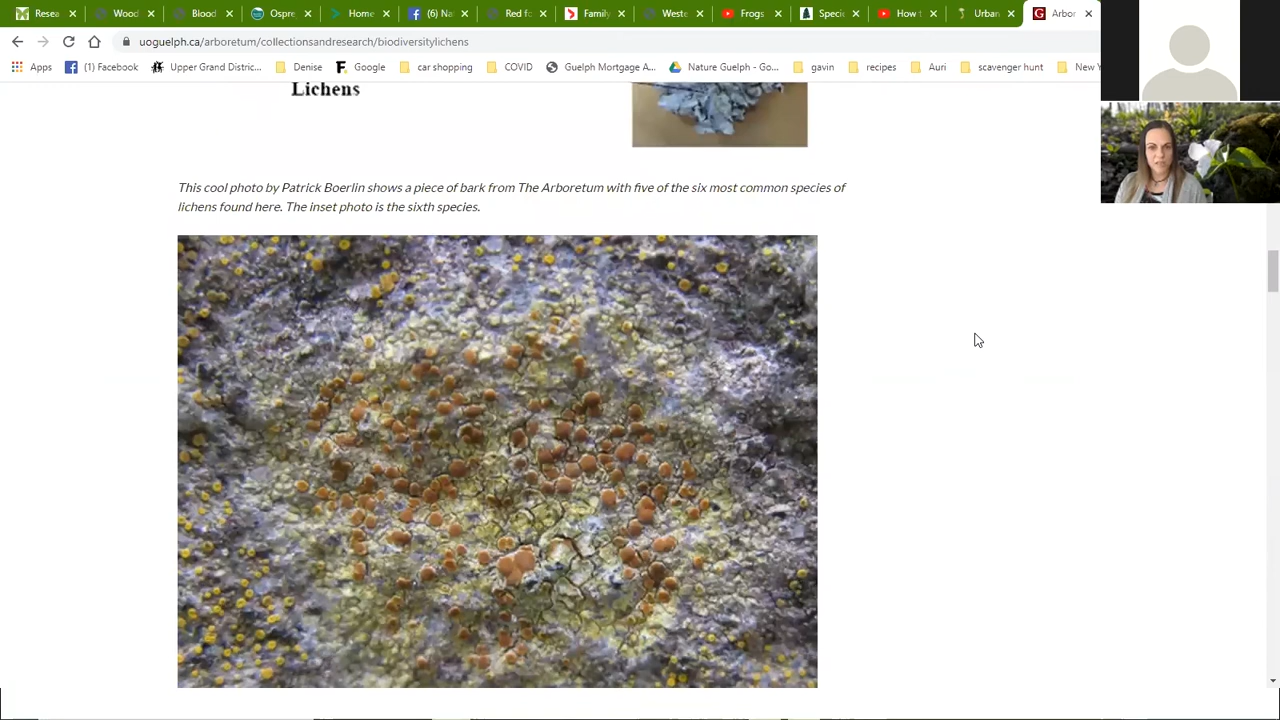 Resea
Wood
Blood
Ospre
Home
(6) Na
Red fo
Family
Weste
Frogs
Specie
How t
Urban
Arbor
uoguelph.ca/arboretum/collectionsandresearch/biodiversitylichens
Apps
(1) Facebook
Upper Grand Distric...
Denise
Google
car shopping
COVID
Guelph Mortgage A...
Nature Guelph - Go...
gavin
recipes
Auri
scavenger hunt
New Y
Lichens
This cool photo by Patrick Boerlin shows a piece of bark from The Arboretum with five of the six most common species of
lichens found here. The inset photo is the sixth species.